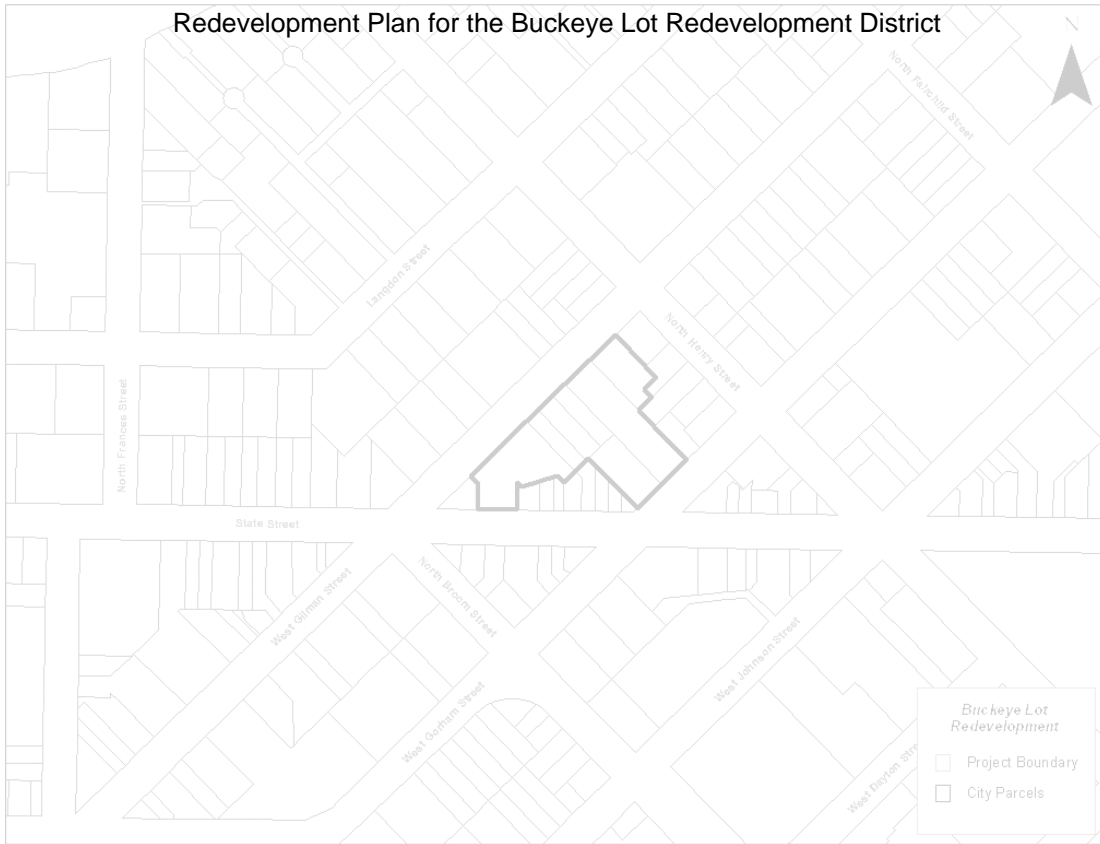 Redevelopment Plan for the Buckeye Lot Redevelopment District
N
North Fairchild Street
Langdon Street
North Henry Street
North Frances Street
State Street
North Broom Street
West Gilman Street
West Johnson Street
West Gorham Street
West Dayton Stre
Buckeye Lot
Redevelopment
Project Boundary
City Parcels